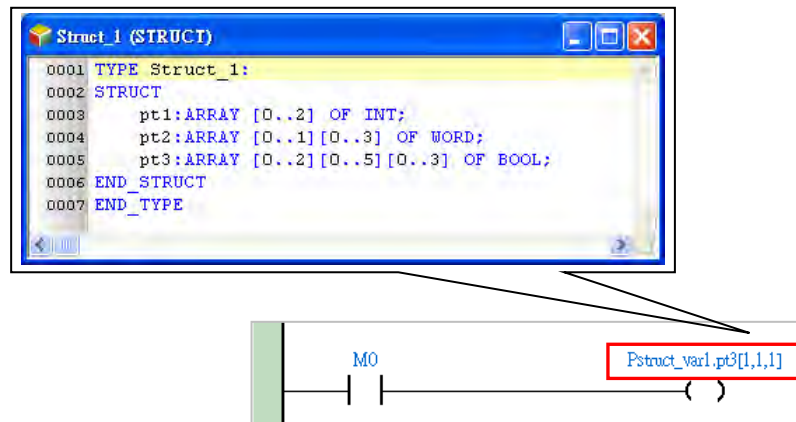 Struct_1 (STRUCT)
0001 TYPE Struct_1:
0002 STRUCT
0003 pt1:ARRAY [0..2] OF INT;
0004 pt2:ARRAY [0..1][0..3] OF WORD;
0005 pt3:ARRAY [0..2][0..5][0..3] OF BOOL;
0006 END_STRUCT
0007 END_TYPE
M0
Pstruct_var1.pt3[1,1,1]